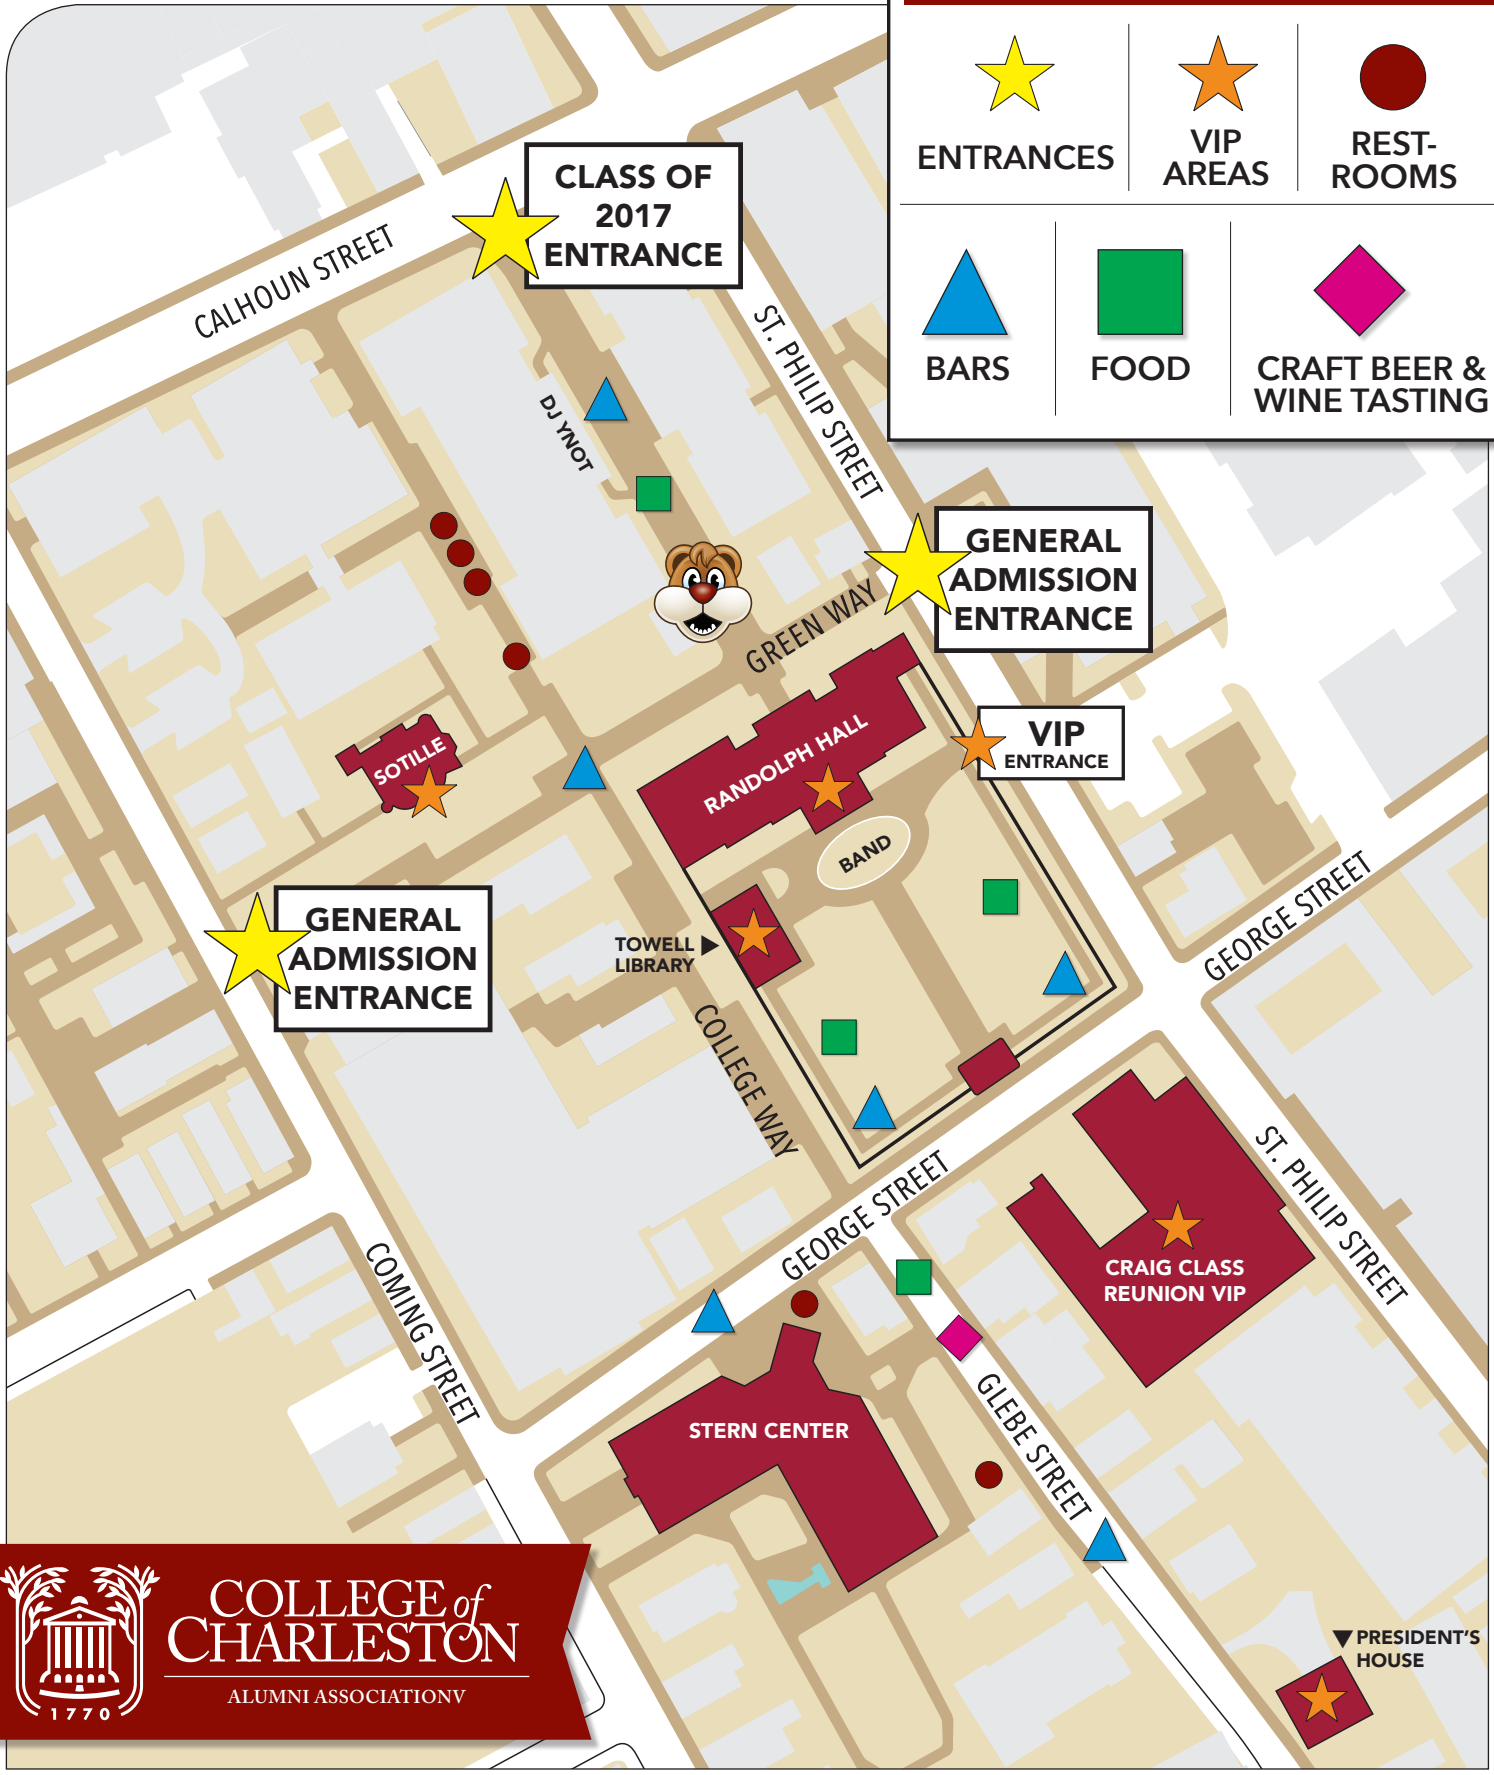 ENTRANCES
VIP
AREAS
REST-
ROOMS
BARS
FOOD
CRAFT BEER &
WINE TASTING
CLASS OF
2017
ENTRANCE
CALHOUN STREET
ST. PHILIP STREET
DJ YNOT
GENERAL
ADMISSION
ENTRANCE
GREEN WAY
VIP
ENTRANCE
RANDOLPH HALL
SOTILLE
BAND
GENERAL
ADMISSION
ENTRANCE
TOWELL
LIBRARY
GEORGE STREET
COLLEGE WAY
GEORGE STREET
ST. PHILIP STREET
COMING STREET
CRAIG CLASS
REUNION VIP
STERN CENTER
GLEBE STREET
PRESIDENT'S
HOUSE
COLLEGE of
CHARLESTON
ALUMNI ASSOCIATIONV
1770